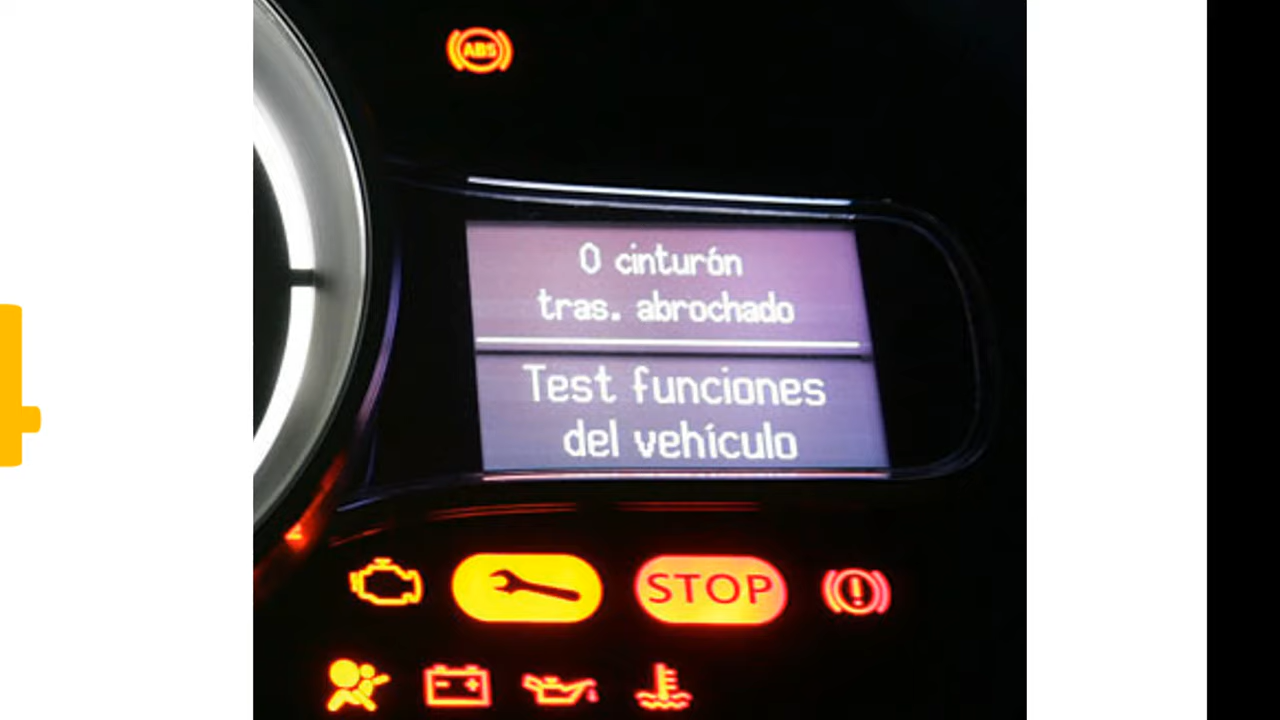 ABS
0 cinturón
tras. abrochado
Test funciones
del vehículo
STOP